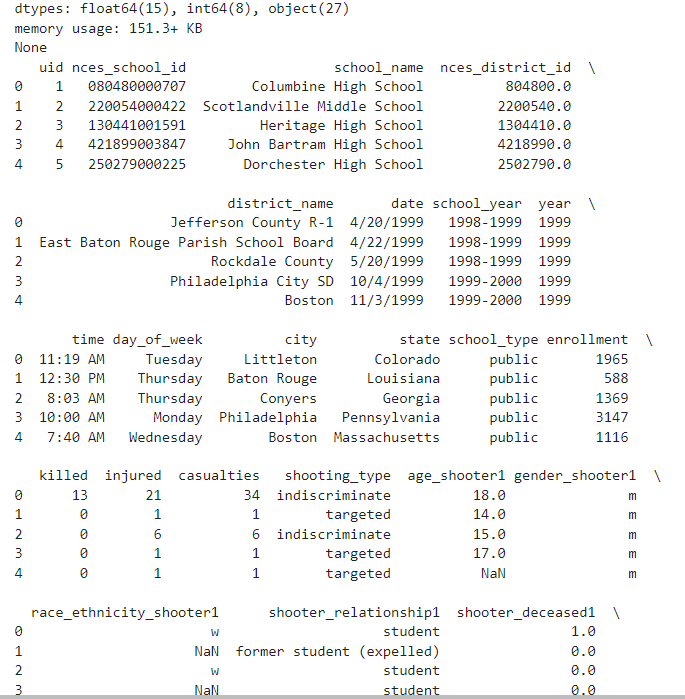 dtypes: float64(15), int64(8), object(27)
memory usage: 151.3+ KB
None
   uid nces_school_id                school_name  nces_district_id  \
0    1   080480000707       Columbine High School          804800.0
1    2   220054000422  Scotlandville Middle School       2200540.0
2    3   130441001591        Heritage High School         1304410.0
3    4   421899003847    John Bartram High School         4218990.0
4    5   250279000225      Dorchester High School         2502790.0
                         district_name       date school_year  year  \
0                   Jefferson County R-1  4/20/1999   1998-1999  1999
1  East Baton Rouge Parish School Board  4/22/1999   1998-1999  1999
2                        Rockdale County  5/20/1999   1998-1999  1999
3                   Philadelphia City SD  10/4/1999   1999-2000  1999
4                                 Boston  11/3/1999   1999-2000  1999
       time day_of_week          city          state school_type enrollment  \
0  11:19 AM     Tuesday     Littleton       Colorado      public       1965
1  12:30 PM    Thursday   Baton Rouge      Louisiana      public        588
2   8:03 AM    Thursday       Conyers        Georgia      public       1369
3  10:00 AM      Monday  Philadelphia   Pennsylvania      public       3147
4   7:40 AM   Wednesday        Boston  Massachusetts      public       1116
   killed  injured  casualties   shooting_type  age_shooter1 gender_shooter1  \
0      13       21          34  indiscriminate          18.0               m
1       0        1           1        targeted          14.0               m
2       0        6           6  indiscriminate          15.0               m
3       0        1           1        targeted          17.0               m
4       0        1           1        targeted           NaN               m
  race_ethnicity_shooter1      shooter_relationship1  shooter_deceased1  \
0                       w                    student                1.0
1                     NaN  former student (expelled)                0.0
2                       w                    student                0.0
3                     NaN                    student                0.0